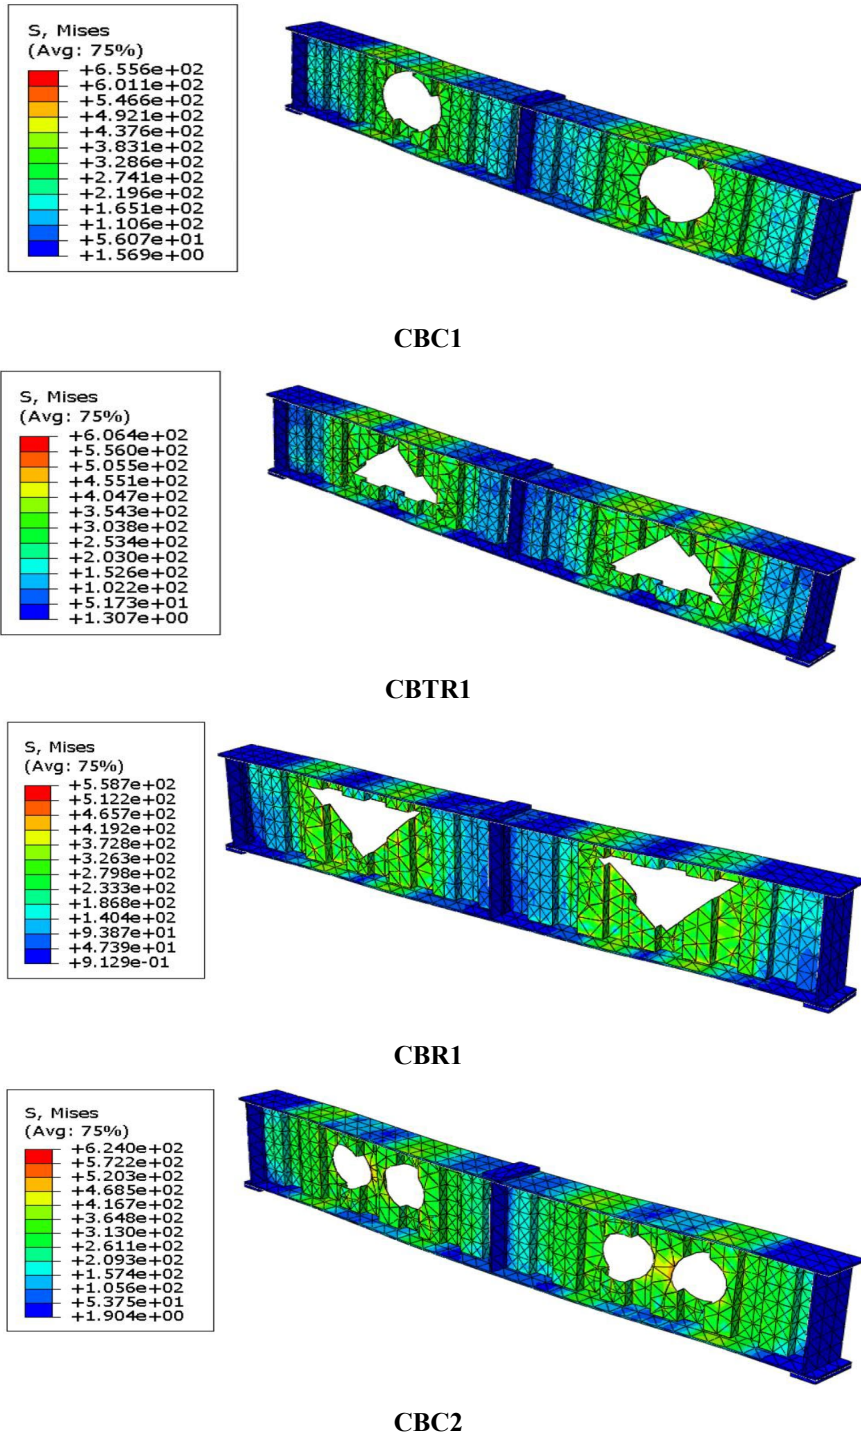 S, Mises
(Avg: 75%)
+6.556e+02
+6.011e+02
+5.466e+02
+4.921e+02
+4.376e+02
+3.831e+02
+3.286e+02
+2.741e+02
+2.196e+02
+1.651e+02
+1.106e+02
+5.607e+01
+1.569e+00
CBC1
S, Mises
(Avg: 75%)
+6.064e+02
+5.560e+02
+5.055e+02
+4.551e+02
+4.047e+02
+3.543e+02
+3.038e+02
+2.534e+02
+2.030e+02
+1.526e+02
+1.022e+02
+5.173e+01
+1.307e+00
CBTR1
S, Mises
(Avg: 75%)
+5.587e+02
+5.122e+02
+4.657e+02
+4.192e+02
+3.728e+02
+3.263e+02
+2.798e+02
+2.333e+02
+1.868e+02
+1.404e+02
+9.387e+01
+4.739e+01
+9.129e-01
CBR1
S, Mises
(Avg: 75%)
+6.240e+02
+5.722e+02
+5.203e+02
+4.685e+02
+4.167e+02
+3.648e+02
+3.130e+02
+2.611e+02
+2.093e+02
+1.574e+02
+1.056e+02
+5.375e+01
+1.904e+00
CBC2